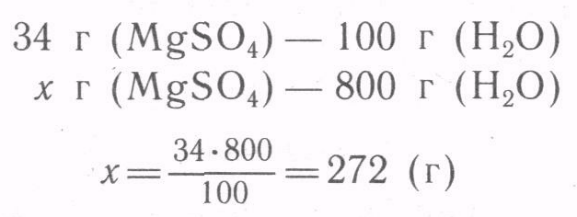 34 г (MgSO₄) — 100 г (H₂O)
x г (MgSO₄) — 800 г (H₂O)
x = 34·800/100 = 272 (г)